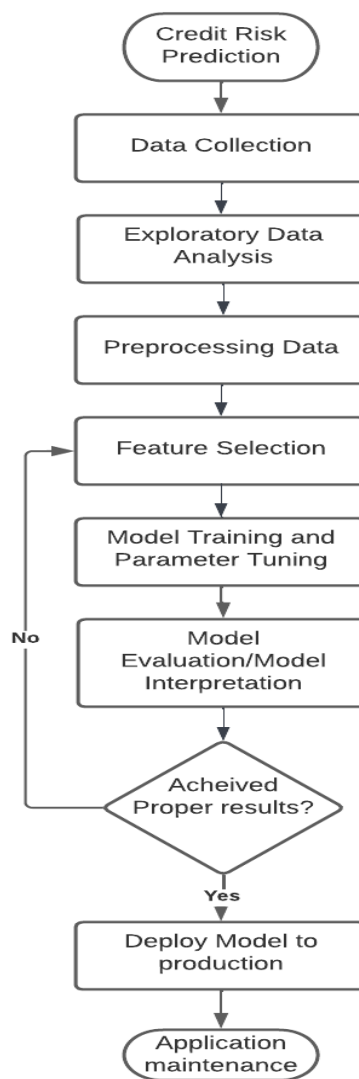 Credit Risk
Prediction
Data Collection
Exploratory Data
Analysis
Preprocessing Data
Feature Selection
Model Training and
Parameter Tuning
No
Model
Evaluation/Model
Interpretation
Acheived
Proper results?
Yes
Deploy Model to
production
Application
maintenance